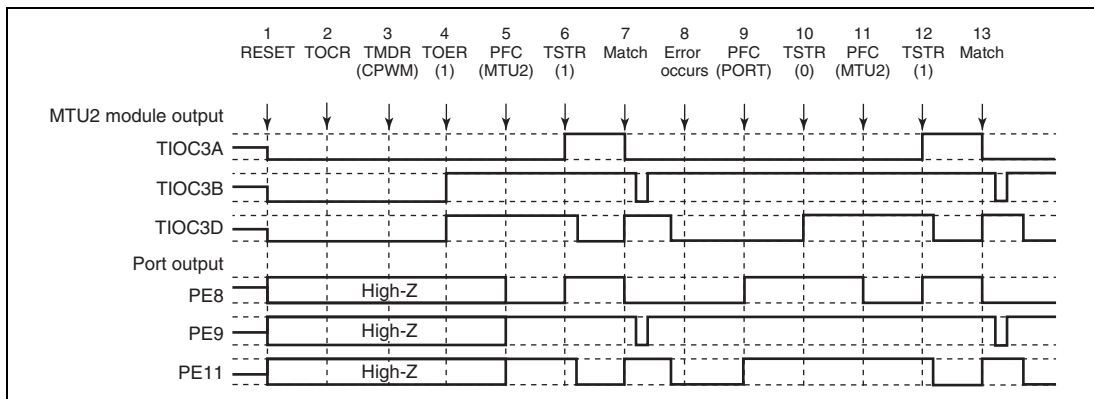 1 2 3 4 5 6 7 8 9 10 11 12 13
RESET TOCR TMDR TOER PFC TSTR Match Error PFC TSTR PFC TSTR Match
(CPWM) (1) (MTU2) (1) occurs (PORT) (0) (MTU2) (1)
MTU2 module output
TIOC3A
TIOC3B
TIOC3D
Port output
PE8 High-Z
PE9 High-Z
PE11 High-Z